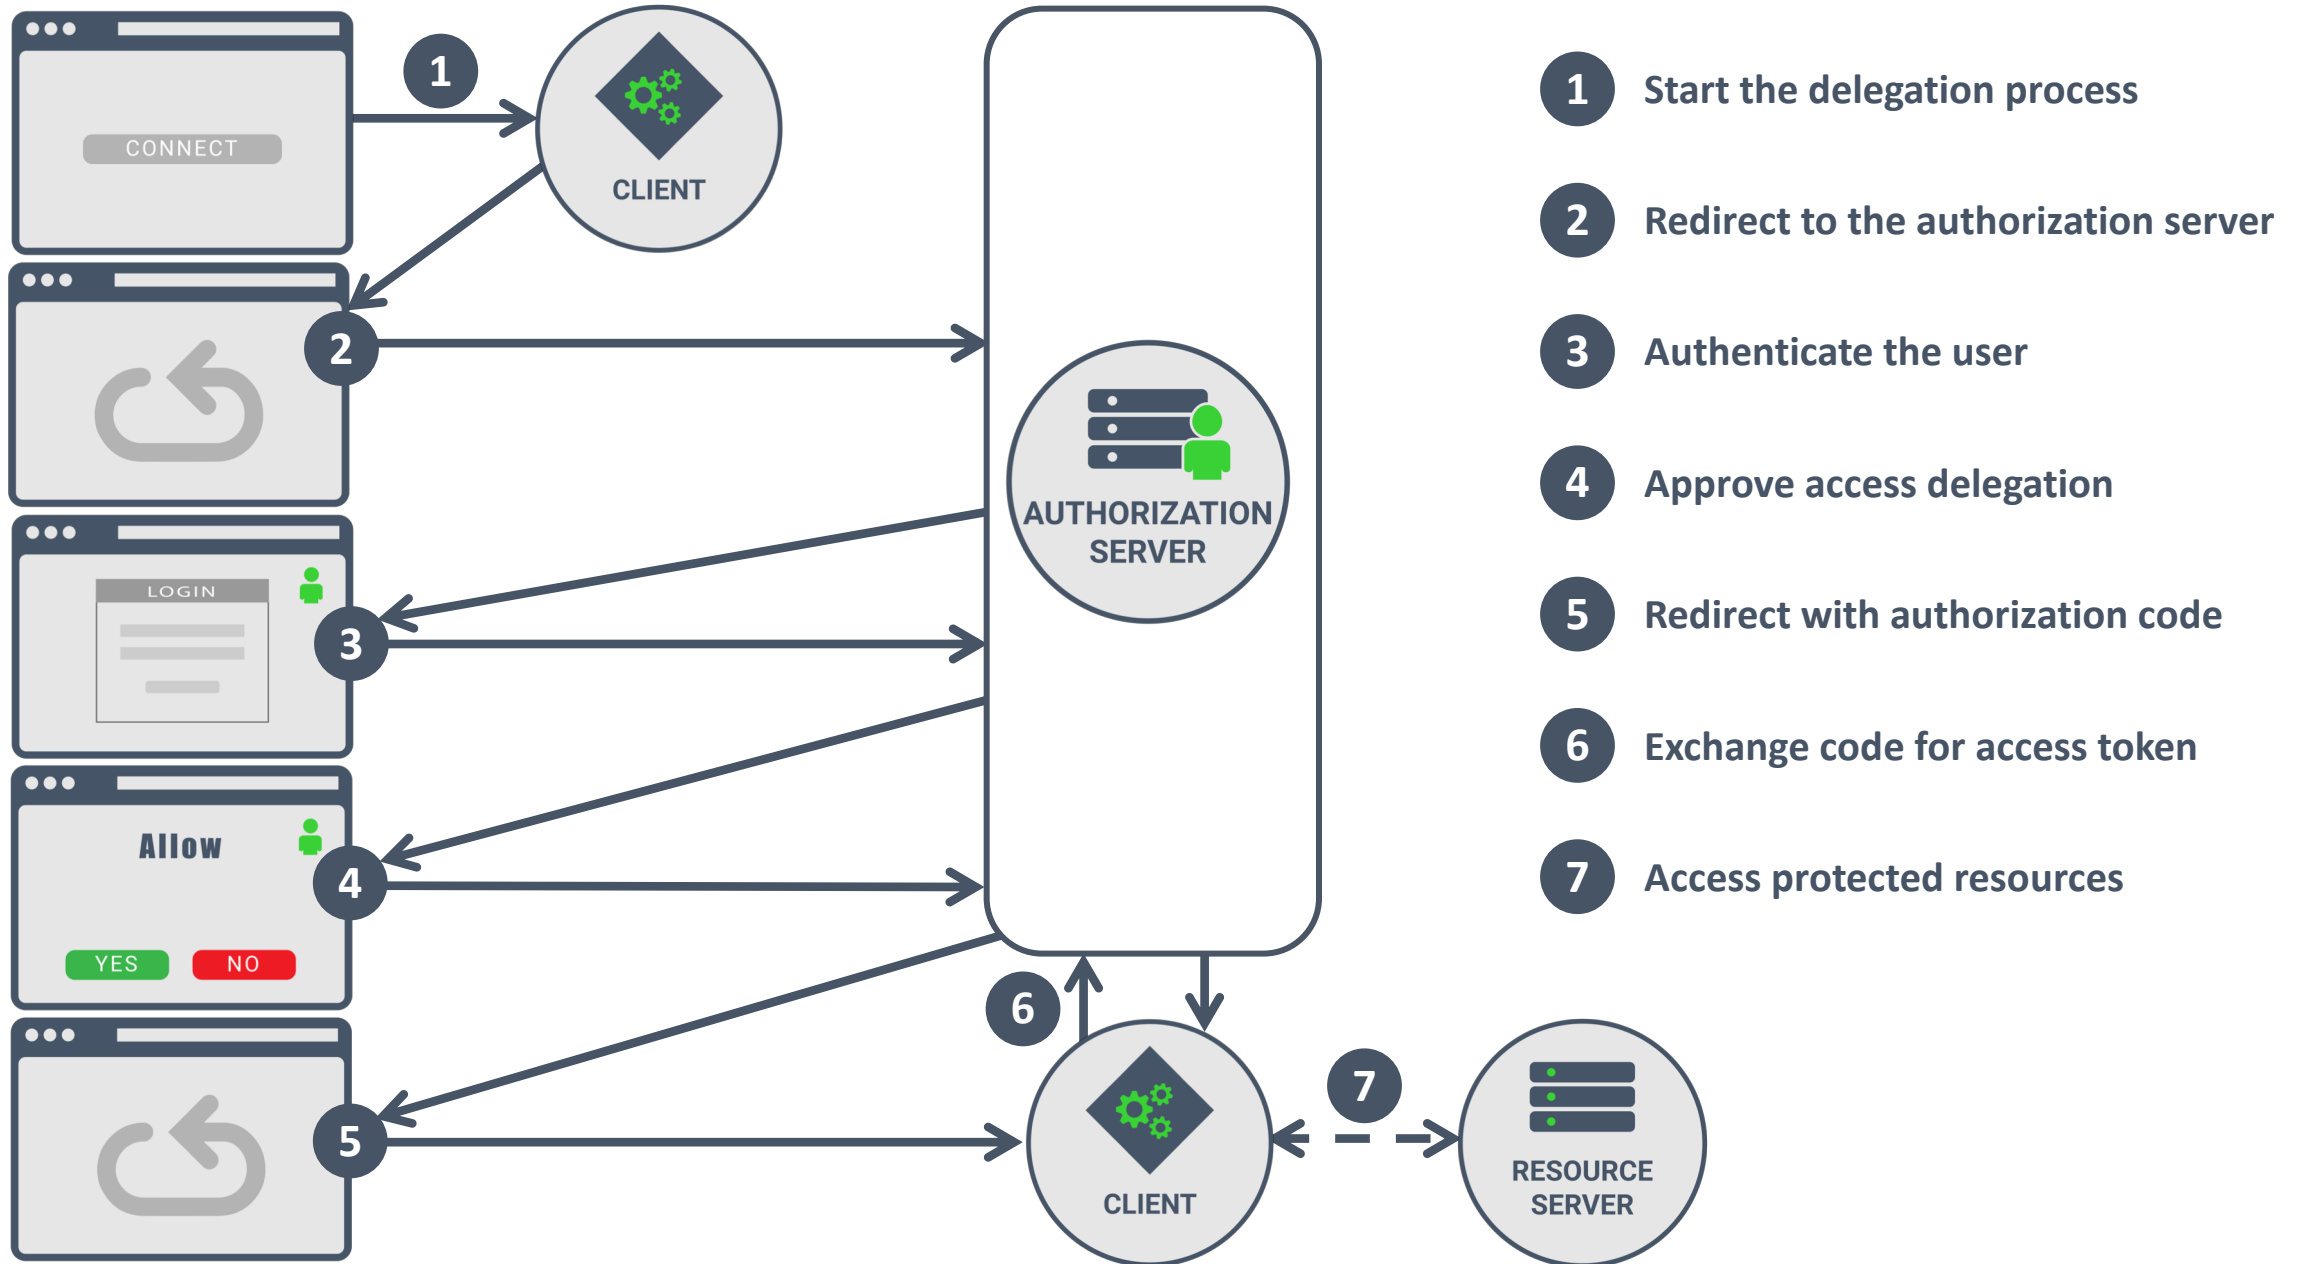 1
CONNECT
CLIENT
2
AUTHORIZATION
SERVER
LOGIN
3
Allow
4
YES
NO
5
6
CLIENT
7
RESOURCE
SERVER
1 Start the delegation process
2 Redirect to the authorization server
3 Authenticate the user
4 Approve access delegation
5 Redirect with authorization code
6 Exchange code for access token
7 Access protected resources